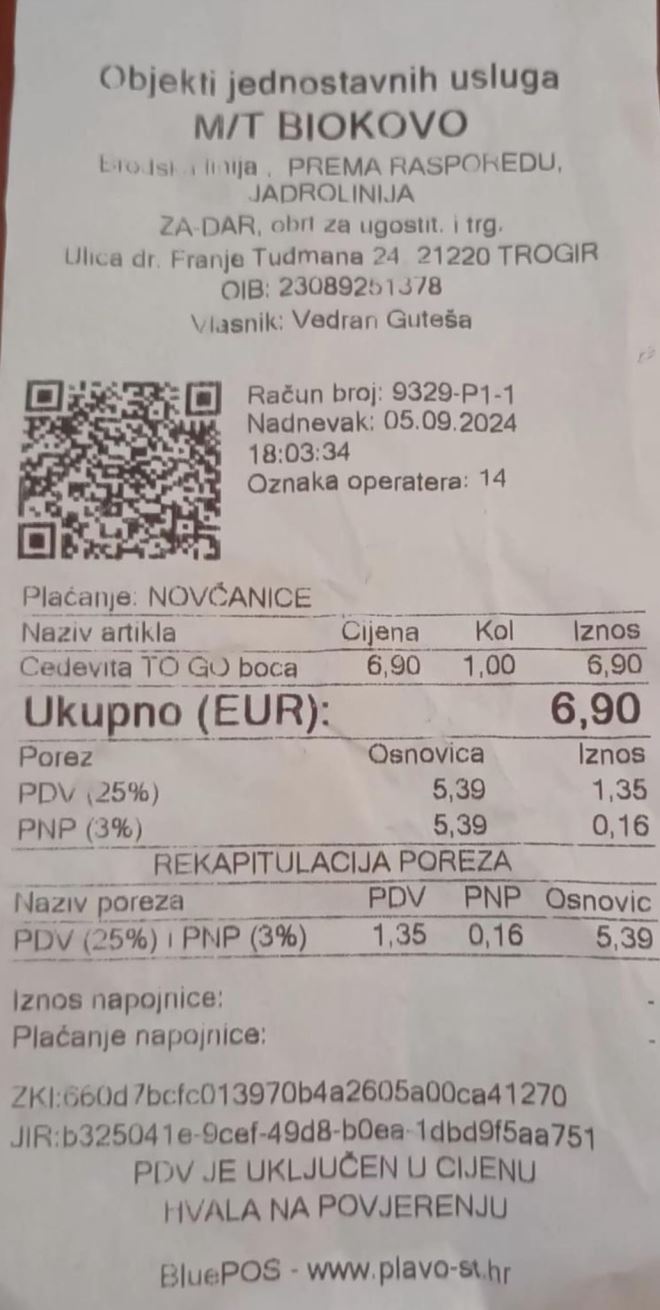 Objekti jednostavnih usluga
M/T BIOKOVO
Brodska linija , PREMA RASPOREDU,
JADROLINIJA
ZA-DAR, obrt za ugostit. i trg.
Ulica dr. Franje Tudmana 24 21220 TROGIR
OIB: 23089251378
Vlasnik: Vedran Guteša
Račun broj: 9329-P1-1
Nadnevak: 05.09.2024
18:03:34
Oznaka operatera: 14
Plaćanje: NOVČANICE
Naziv artikla Cijena Kol Iznos
Cedevita TO GO boca 6,90 1,00 6,90
Ukupno (EUR): 6,90
Porez Osnovica Iznos
PDV (25%) 5,39 1,35
PNP (3%) 5,39 0,16
REKAPITULACIJA POREZA
Naziv poreza PDV PNP Osnovic
PDV (25%) i PNP (3%) 1,35 0,16 5,39
Iznos napojnice: -
Plaćanje napojnice: -
ZKI:660d7bcfc013970b4a2605a00ca41270
JIR:b325041e-9cef-49d8-b0ea-1dbd9f5aa751
PDV JE UKLJUČEN U CIJENU
HVALA NA POVJERENJU
BluePOS - www.plavo-st.hr